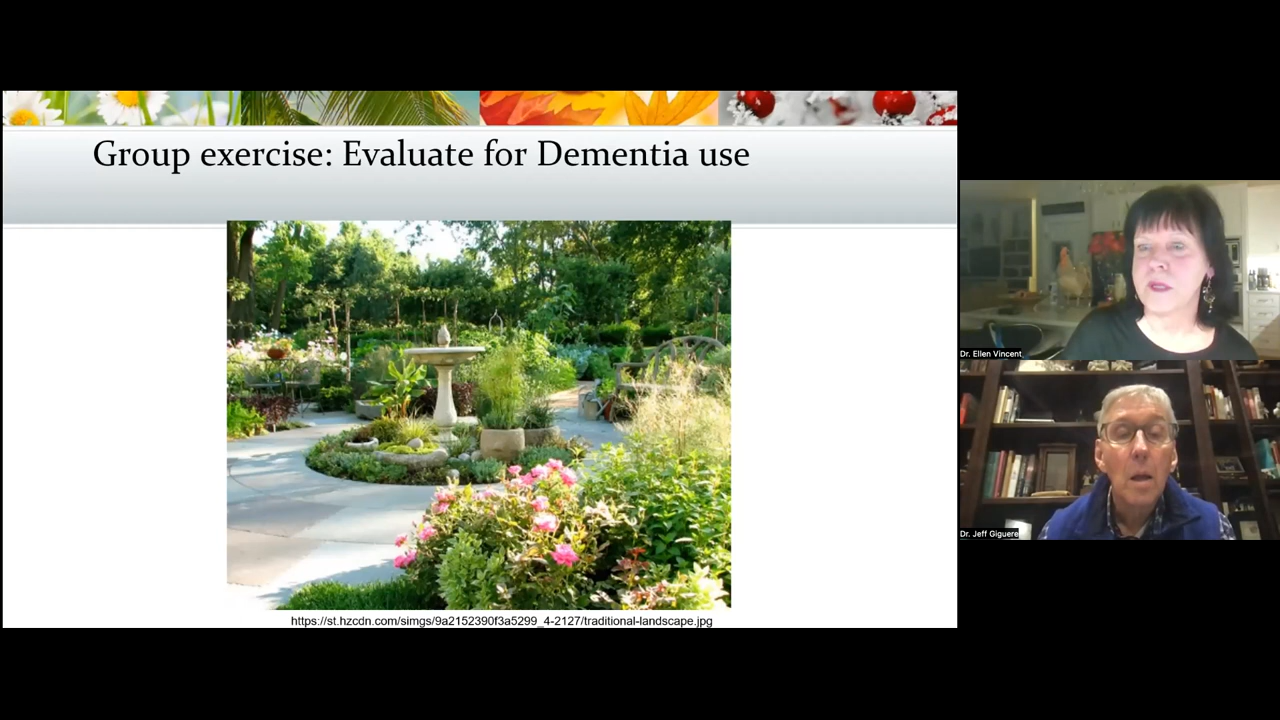 Group exercise: Evaluate for Dementia use
https://st.hzcdn.com/simgs/9a2152390f3a5299_4-2127/traditional-landscape.jpg
Dr. Ellen Vincent
Dr. Jeff Giguere